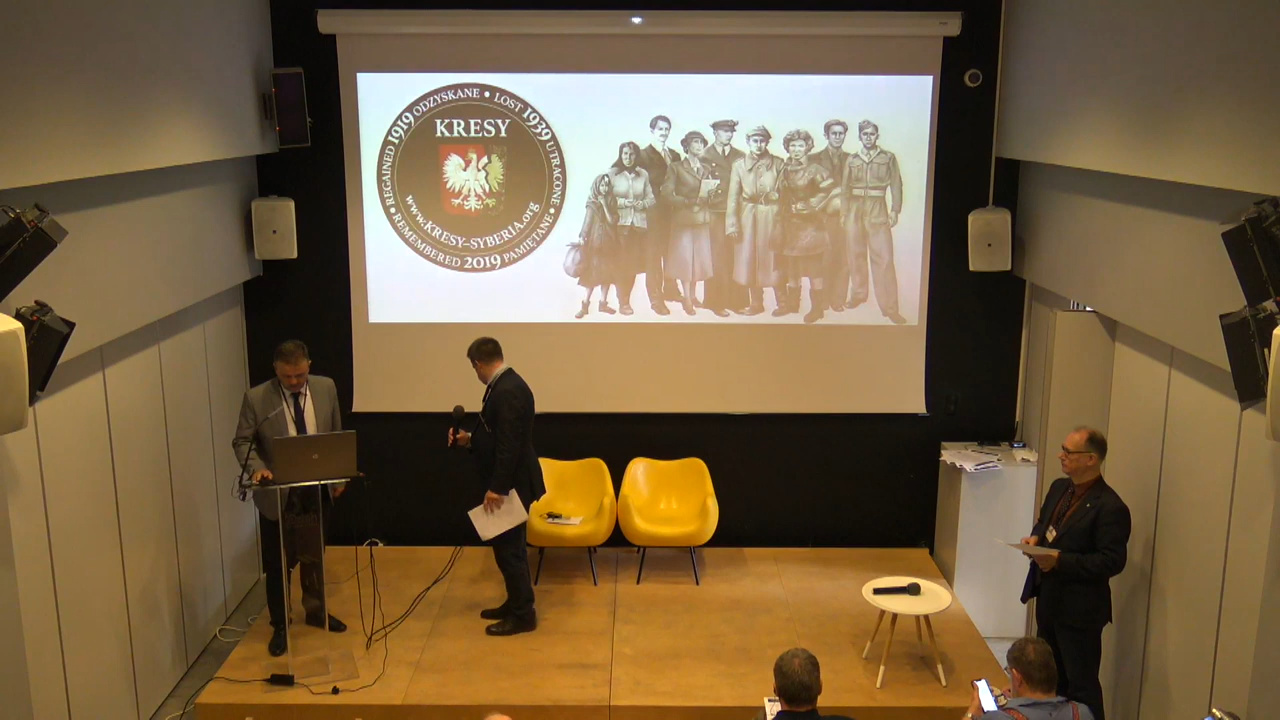 REGAINED 1919 ODZYSKANE • LOST 1939 UTRACONE •
KRESY
www.KRESY-SYBERIA.org
REMEMBERED 2019 PAMIĘTANE •